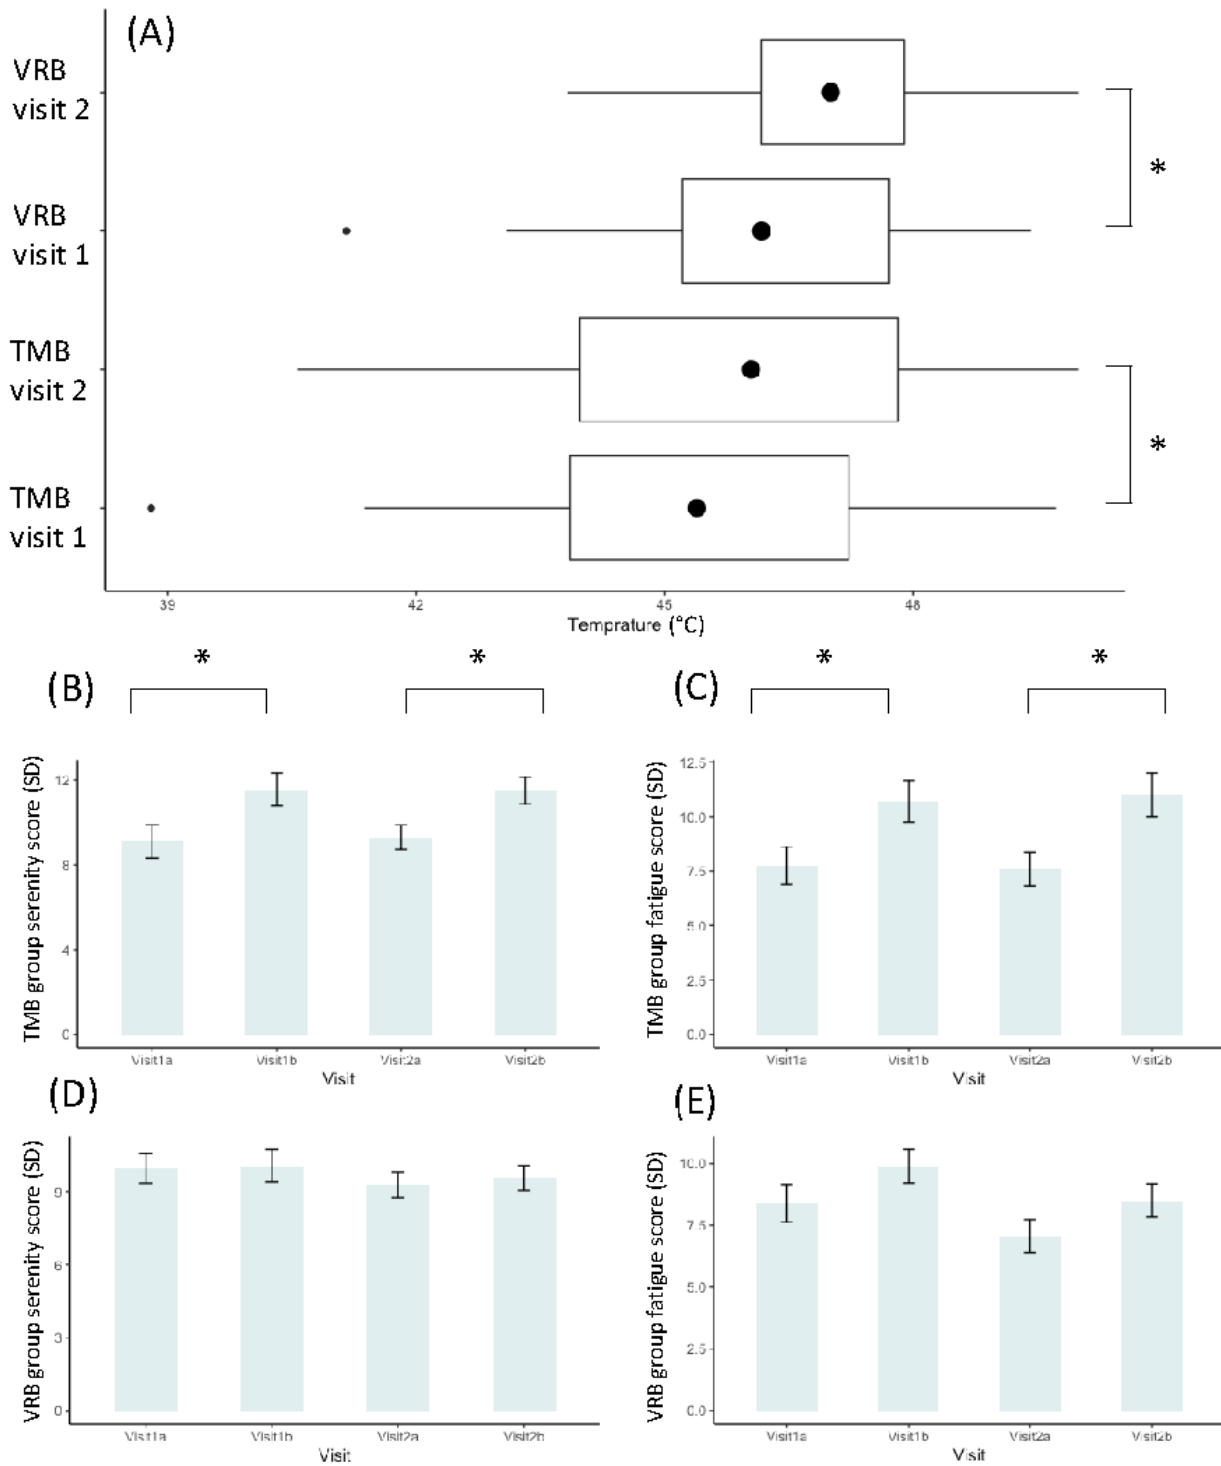 (A)
VRB
visit 2
VRB
visit 1
TMB
visit 2
TMB
visit 1
*
*
39 42 45 48
Temprature (°C)
(B)
* *
TMB group serenity score (SD)
12
8
4
0
Visit1a Visit1b Visit2a Visit2b
Visit
(C)
* *
TMB group fatigue score (SD)
12.5
10.0
7.5
5.0
2.5
0.0
Visit1a Visit1b Visit2a Visit2b
Visit
(D)
VRB group serenity score (SD)
9
6
3
0
Visit1a Visit1b Visit2a Visit2b
Visit
(E)
VRB group fatigue score (SD)
10.0
7.5
5.0
2.5
0.0
Visit1a Visit1b Visit2a Visit2b
Visit